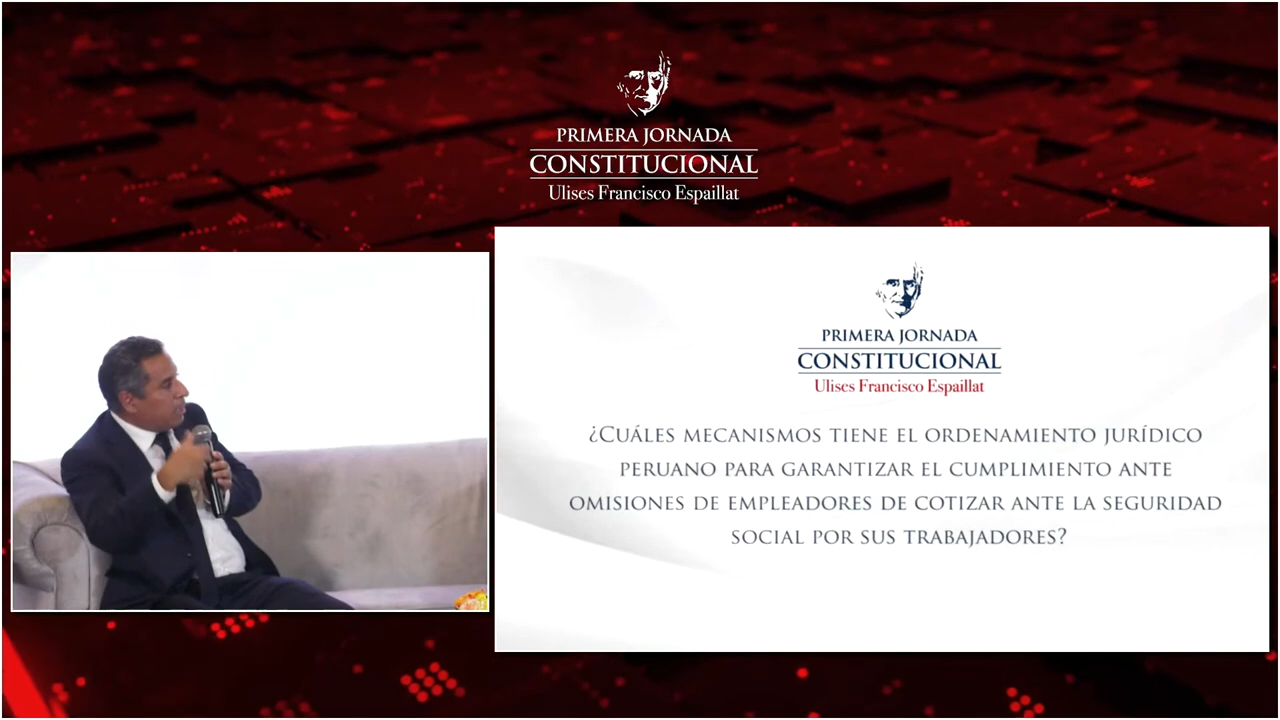 PRIMERA JORNADA
CONSTITUCIONAL
Ulises Francisco Espaillat
PRIMERA JORNADA
CONSTITUCIONAL
Ulises Francisco Espaillat
¿CUÁLES MECANISMOS TIENE EL ORDENAMIENTO JURÍDICO
PERUANO PARA GARANTIZAR EL CUMPLIMIENTO ANTE
OMISIONES DE EMPLEADORES DE COTIZAR ANTE LA SEGURIDAD
SOCIAL POR SUS TRABAJADORES?